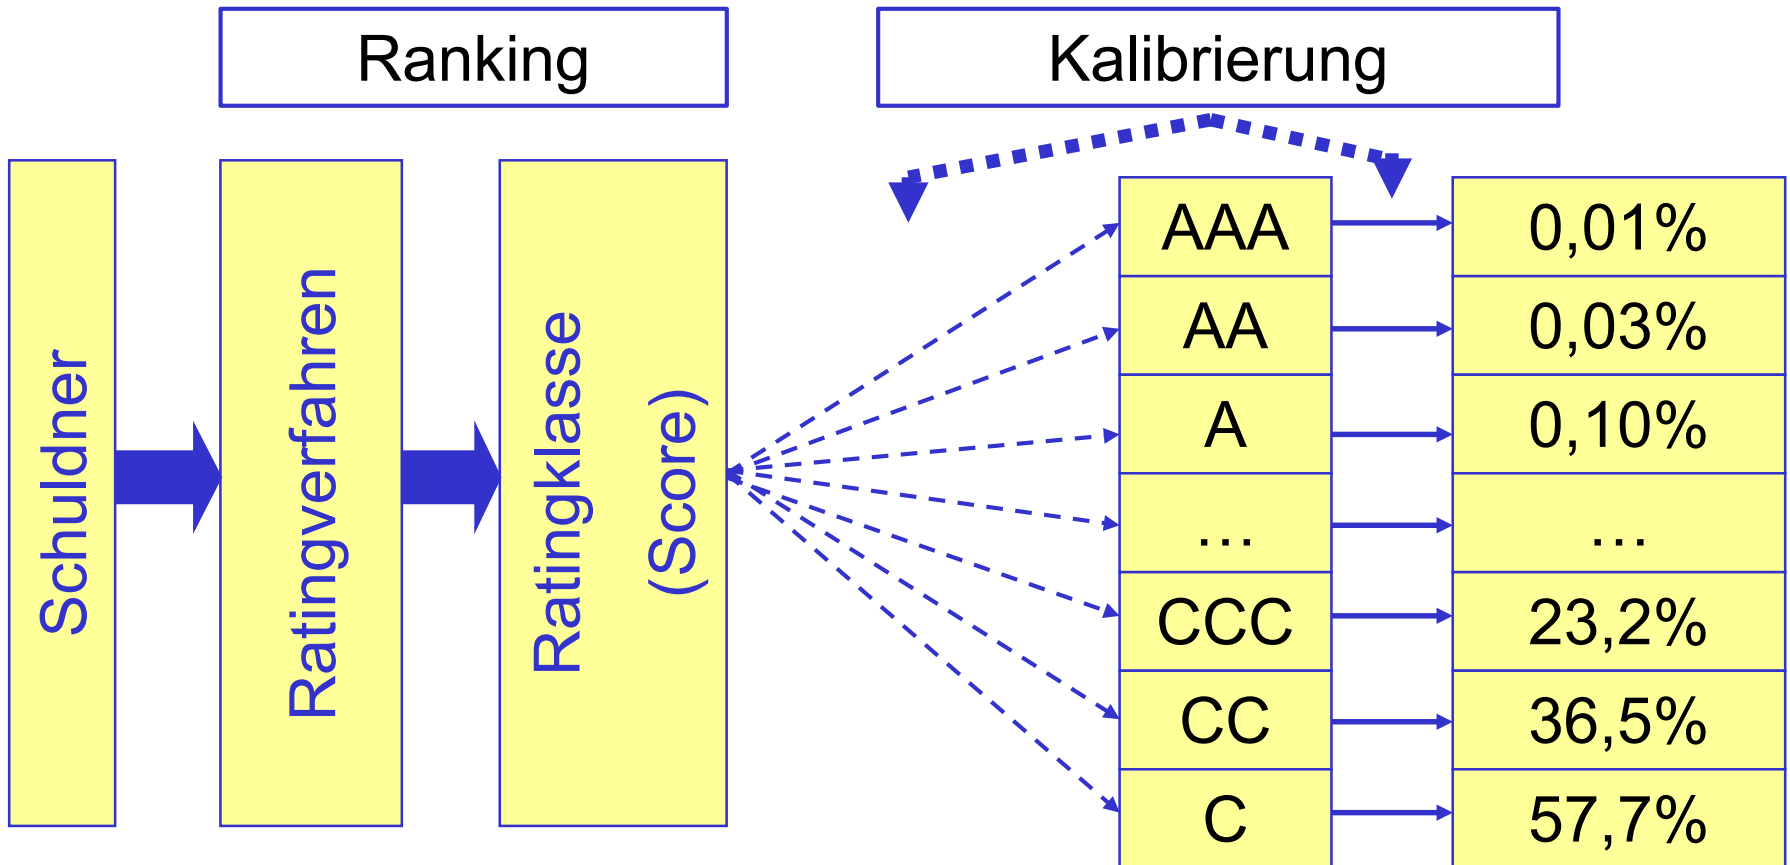 Ranking
Kalibrierung
Schuldner
Ratingverfahren
Ratingklasse
(Score)
AAA
0,01%
AA
0,03%
A
0,10%
...
...
CCC
23,2%
CC
36,5%
C
57,7%